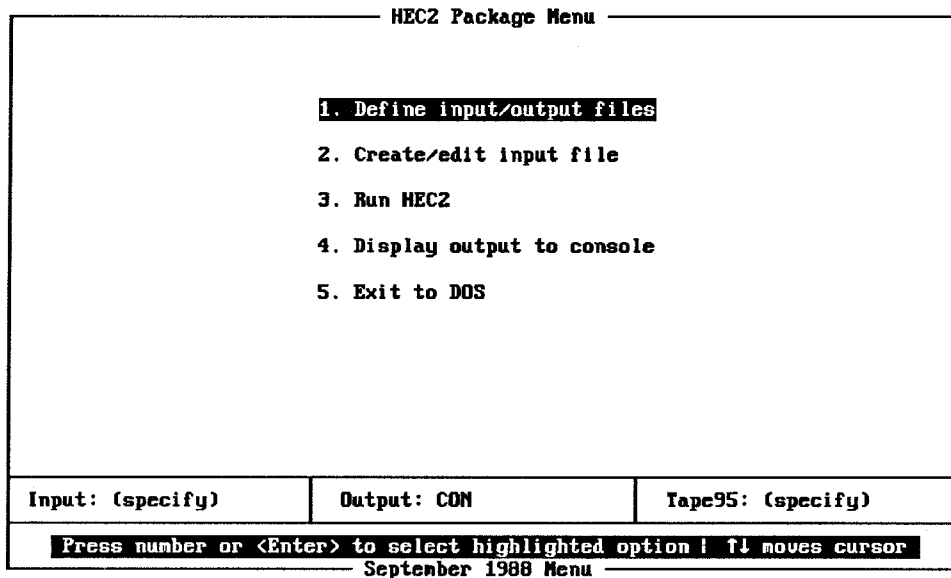 HEC2 Package Menu
1. Define input/output files
2. Create/edit input file
3. Run HEC2
4. Display output to console
5. Exit to DOS
Input: (specify) Output: CON Tape95: (specify)
Press number or <Enter> to select highlighted option | ↑↓ moves cursor
September 1988 Menu